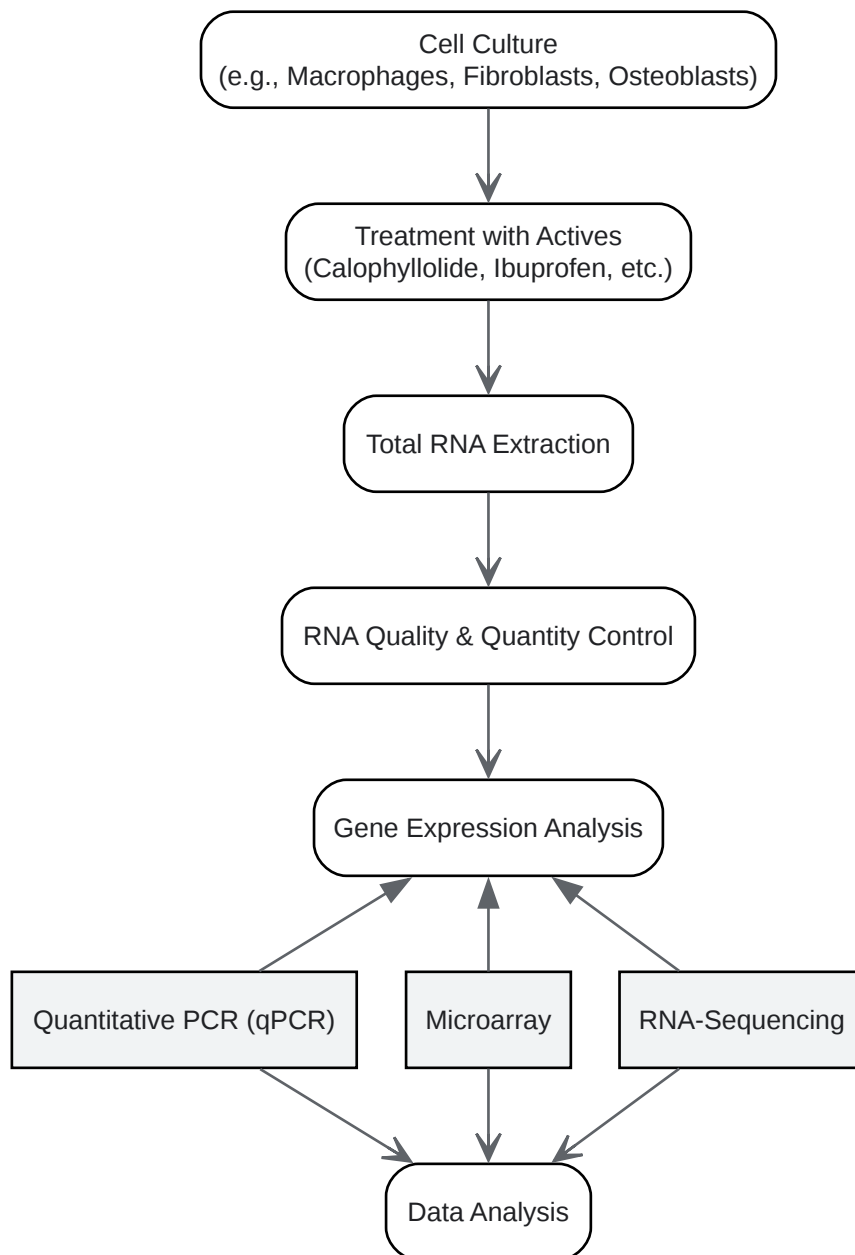 Cell Culture
(e.g., Macrophages, Fibroblasts, Osteoblasts)
Treatment with Actives
(Calophyllolide, Ibuprofen, etc.)
Total RNA Extraction
RNA Quality & Quantity Control
Gene Expression Analysis
Quantitative PCR (qPCR)
Microarray
RNA-Sequencing
Data Analysis